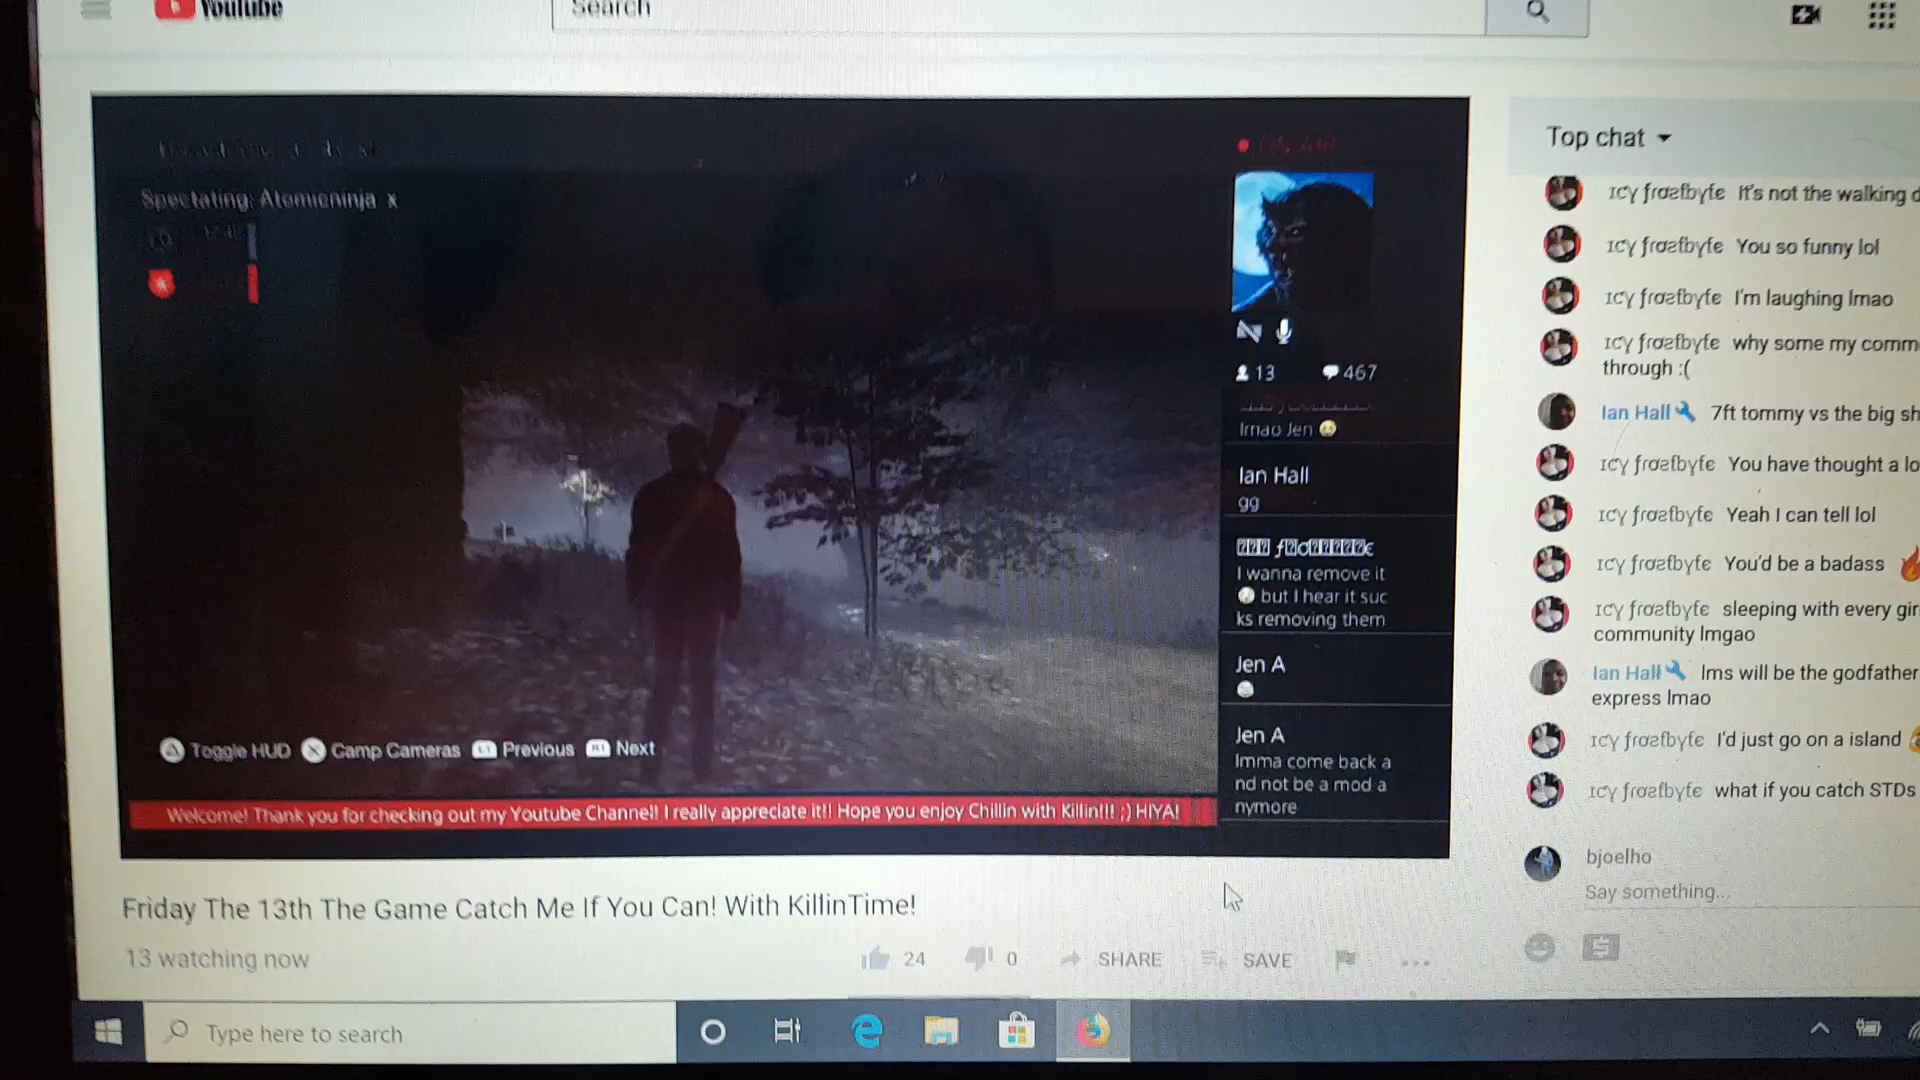 YouTube
Search
Spectating: Atomicninja x
13 467
lmao Jen
Ian Hall
gg
I wanna remove it
but I hear it suc
ks removing them
Jen A
Jen A
Imma come back a
nd not be a mod a
nymore
Toggle HUD Camp Cameras L1 Previous R1 Next
Welcome! Thank you for checking out my Youtube Channel! I really appreciate it!! Hope you enjoy Chillin with Killin!!! ;) HIYA!
Friday The 13th The Game Catch Me If You Can! With KillinTime!
13 watching now
24 0 SHARE SAVE
Top chat
It's not the walking
You so funny lol
I'm laughing lmao
why some my comm
through :(
Ian Hall 7ft tommy vs the big sh
You have thought a lo
Yeah I can tell lol
You'd be a badass
sleeping with every gir
community lmgao
Ian Hall lms will be the godfather
express lmao
I'd just go on a island
what if you catch STDs
bjoelho
Say something...
Type here to search